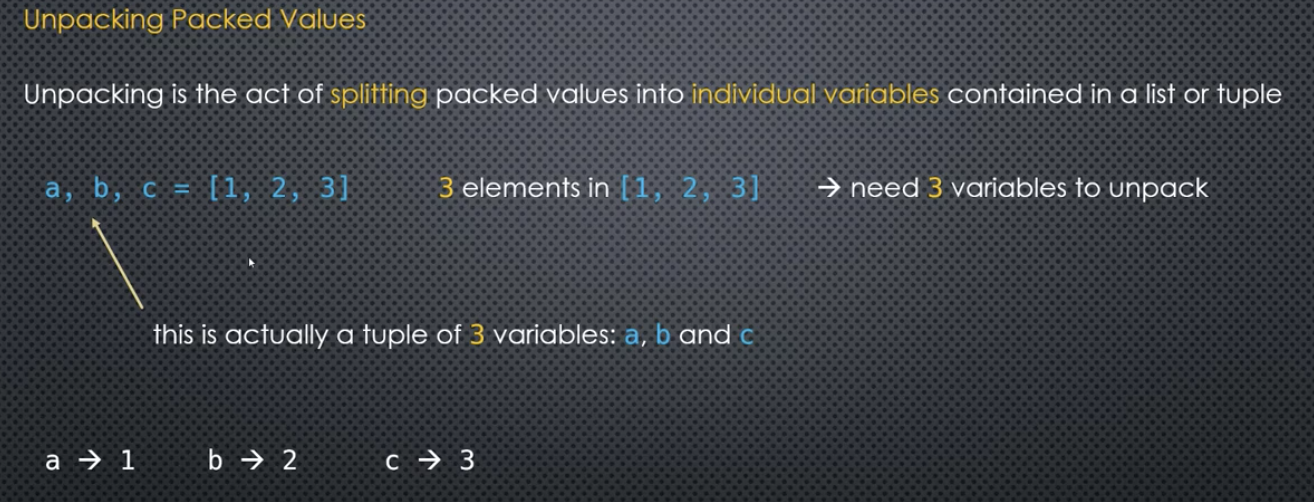 Unpacking Packed Values
Unpacking is the act of splitting packed values into individual variables contained in a list or tuple
a, b, c = [1, 2, 3] 3 elements in [1, 2, 3] → need 3 variables to unpack
this is actually a tuple of 3 variables: a, b and c
a → 1 b → 2 c → 3